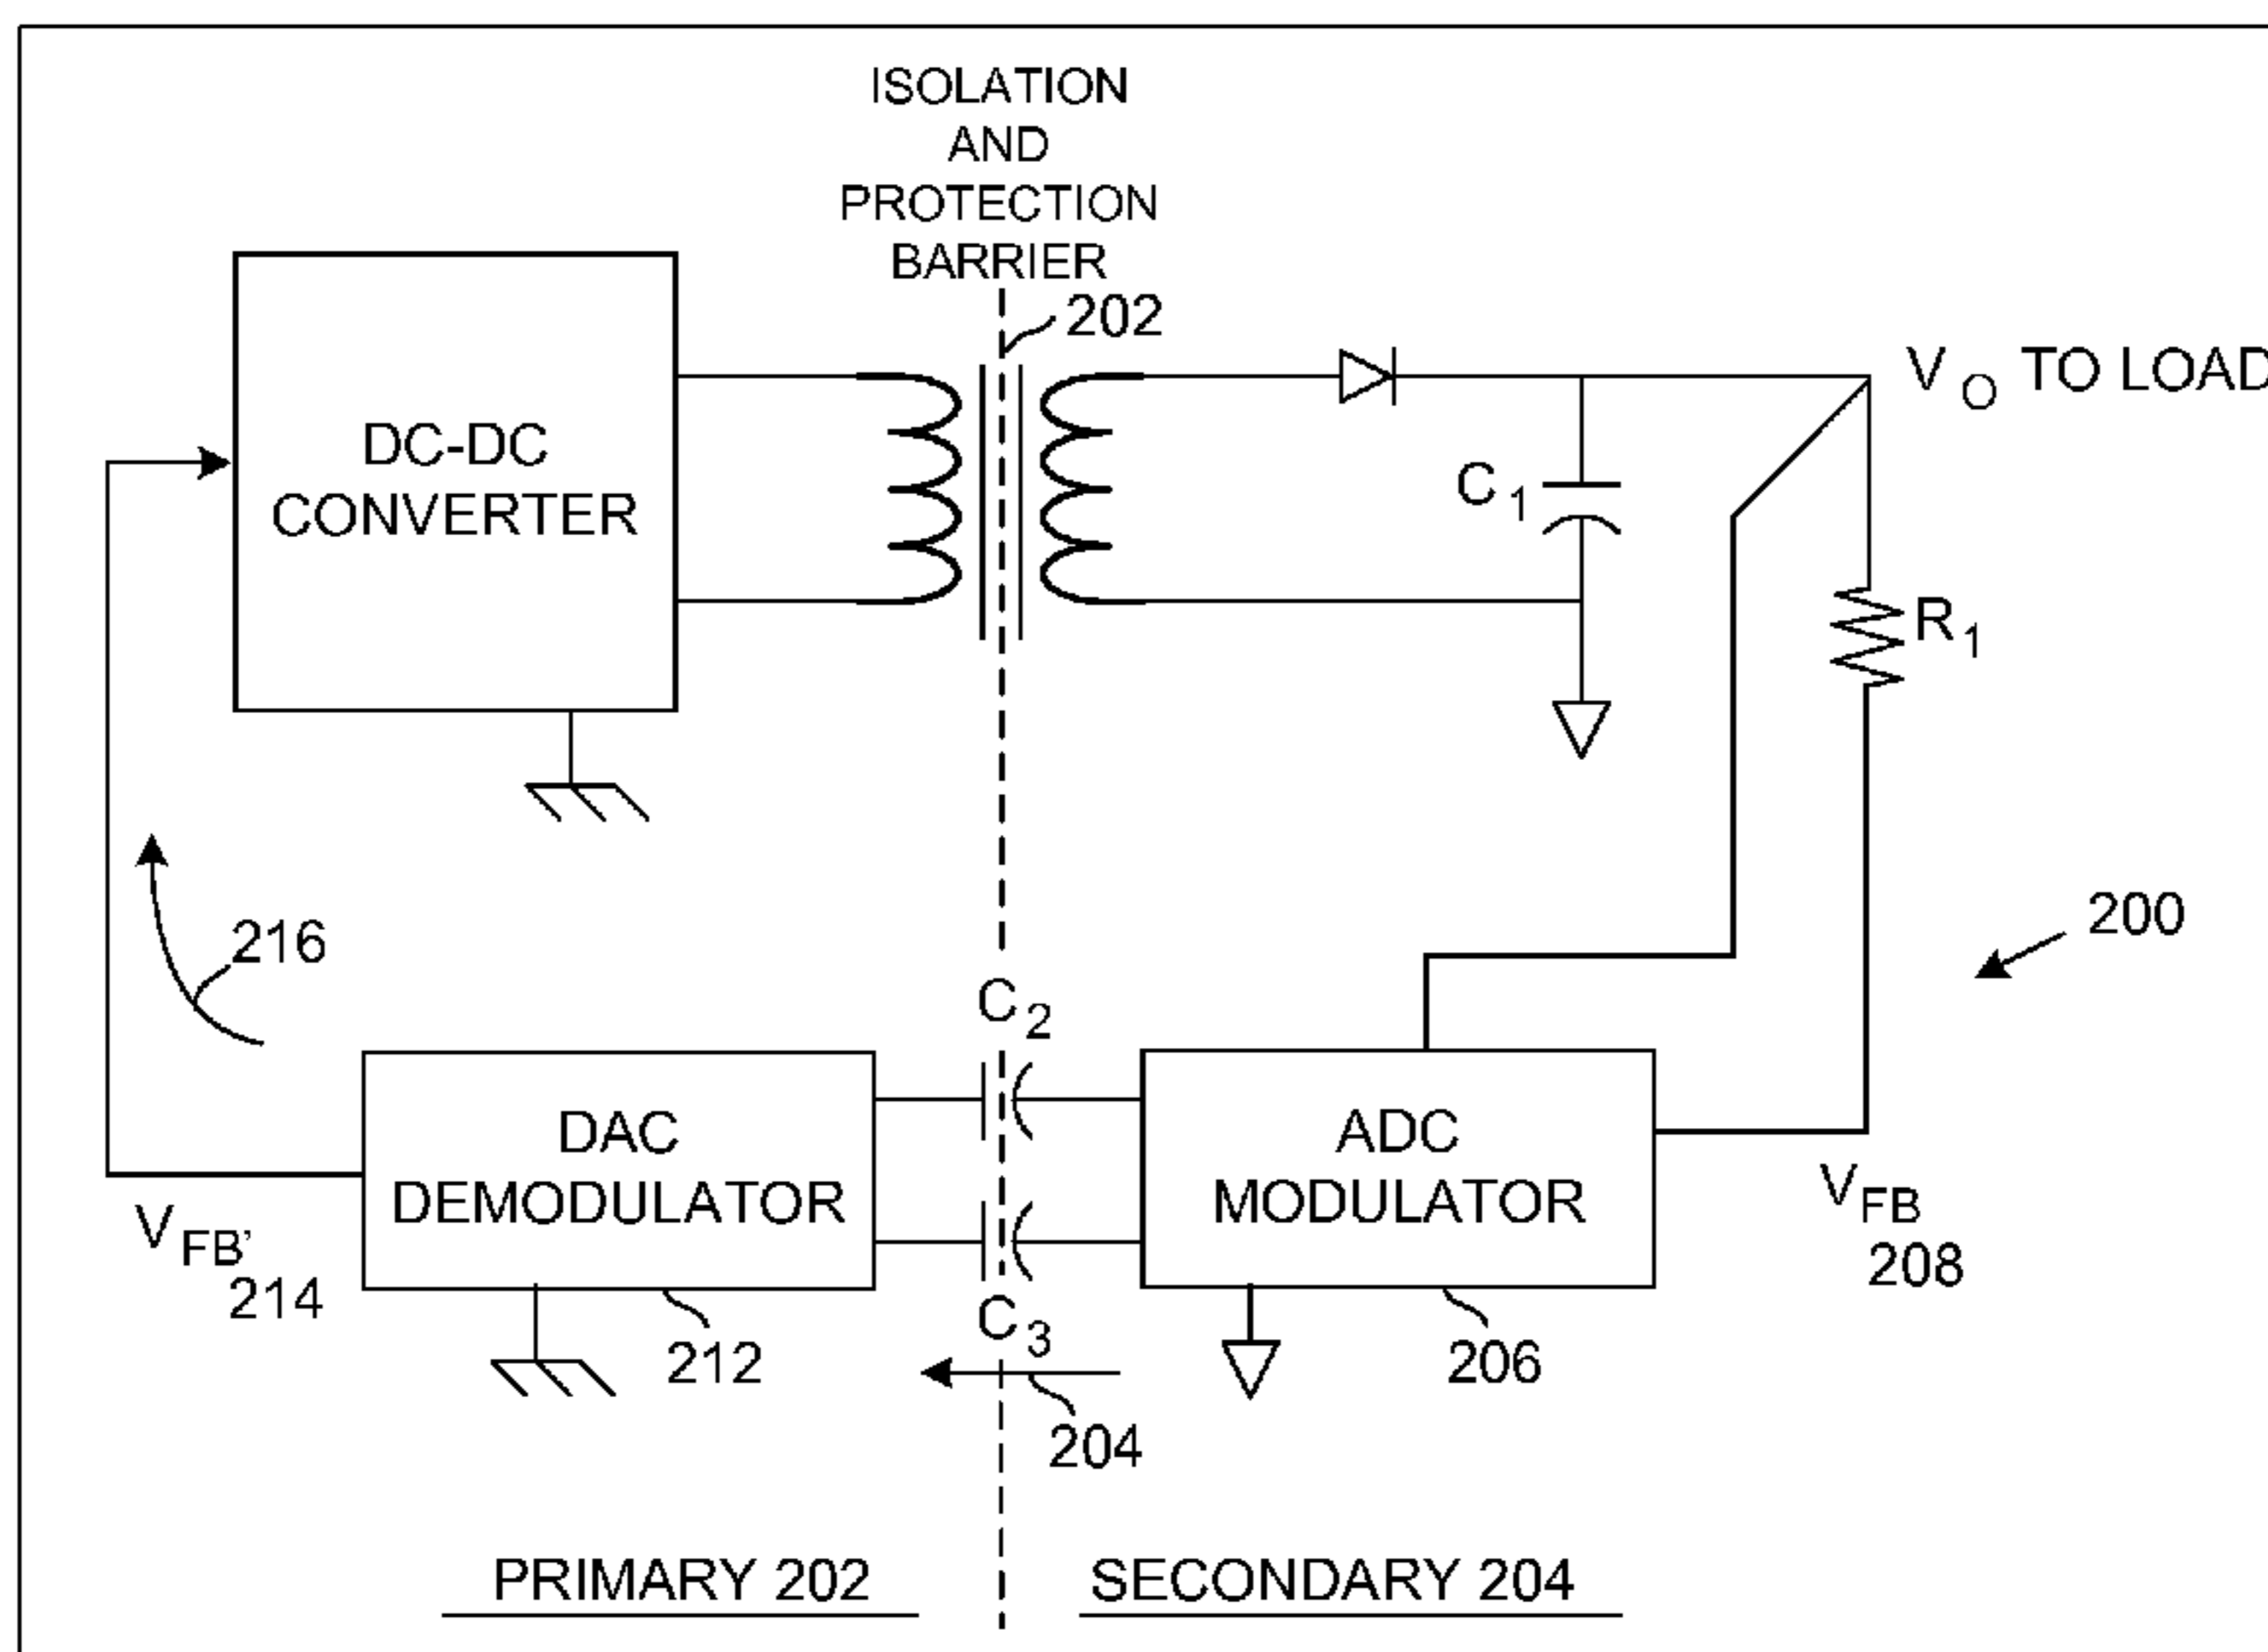 ISOLATION
AND
PROTECTION
BARRIER
202
DC-DC
CONVERTER
V O TO LOAD
C 1
R 1
216
200
C 2
DAC
DEMODULATOR
ADC
MODULATOR
V FB'
214
V FB
208
C 3
212
206
204
PRIMARY 202
SECONDARY 204